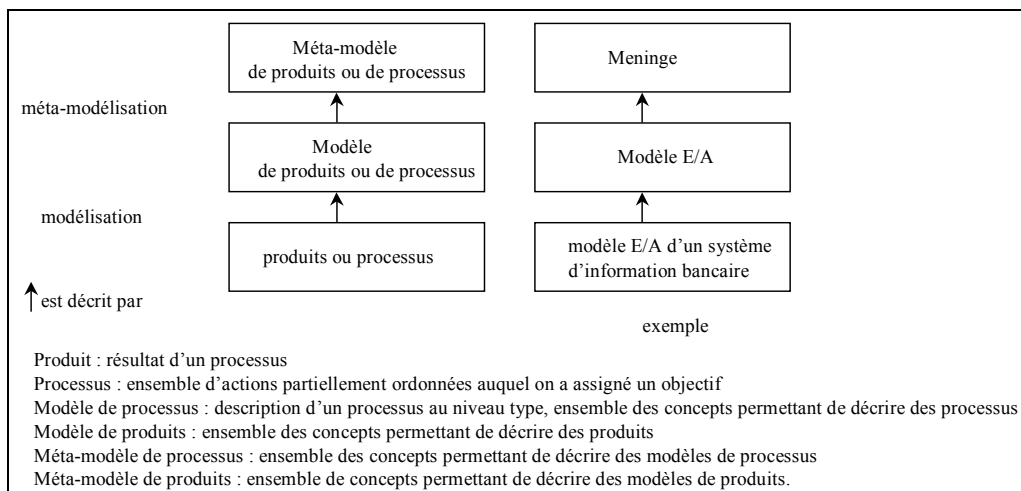 Méta-modèle
de produits ou de processus
Meninge
méta-modélisation
Modèle
de produits ou de processus
Modèle E/A
modélisation
produits ou processus
modèle E/A d’un système
d’information bancaire
est décrit par
exemple
Produit : résultat d’un processus
Processus : ensemble d’actions partiellement ordonnées auquel on a assigné un objectif
Modèle de processus : description d’un processus au niveau type, ensemble des concepts permettant de décrire des processus
Modèle de produits : ensemble des concepts permettant de décrire des produits
Méta-modèle de processus : ensemble des concepts permettant de décrire des modèles de processus
Méta-modèle de produits : ensemble de concepts permettant de décrire des modèles de produits.